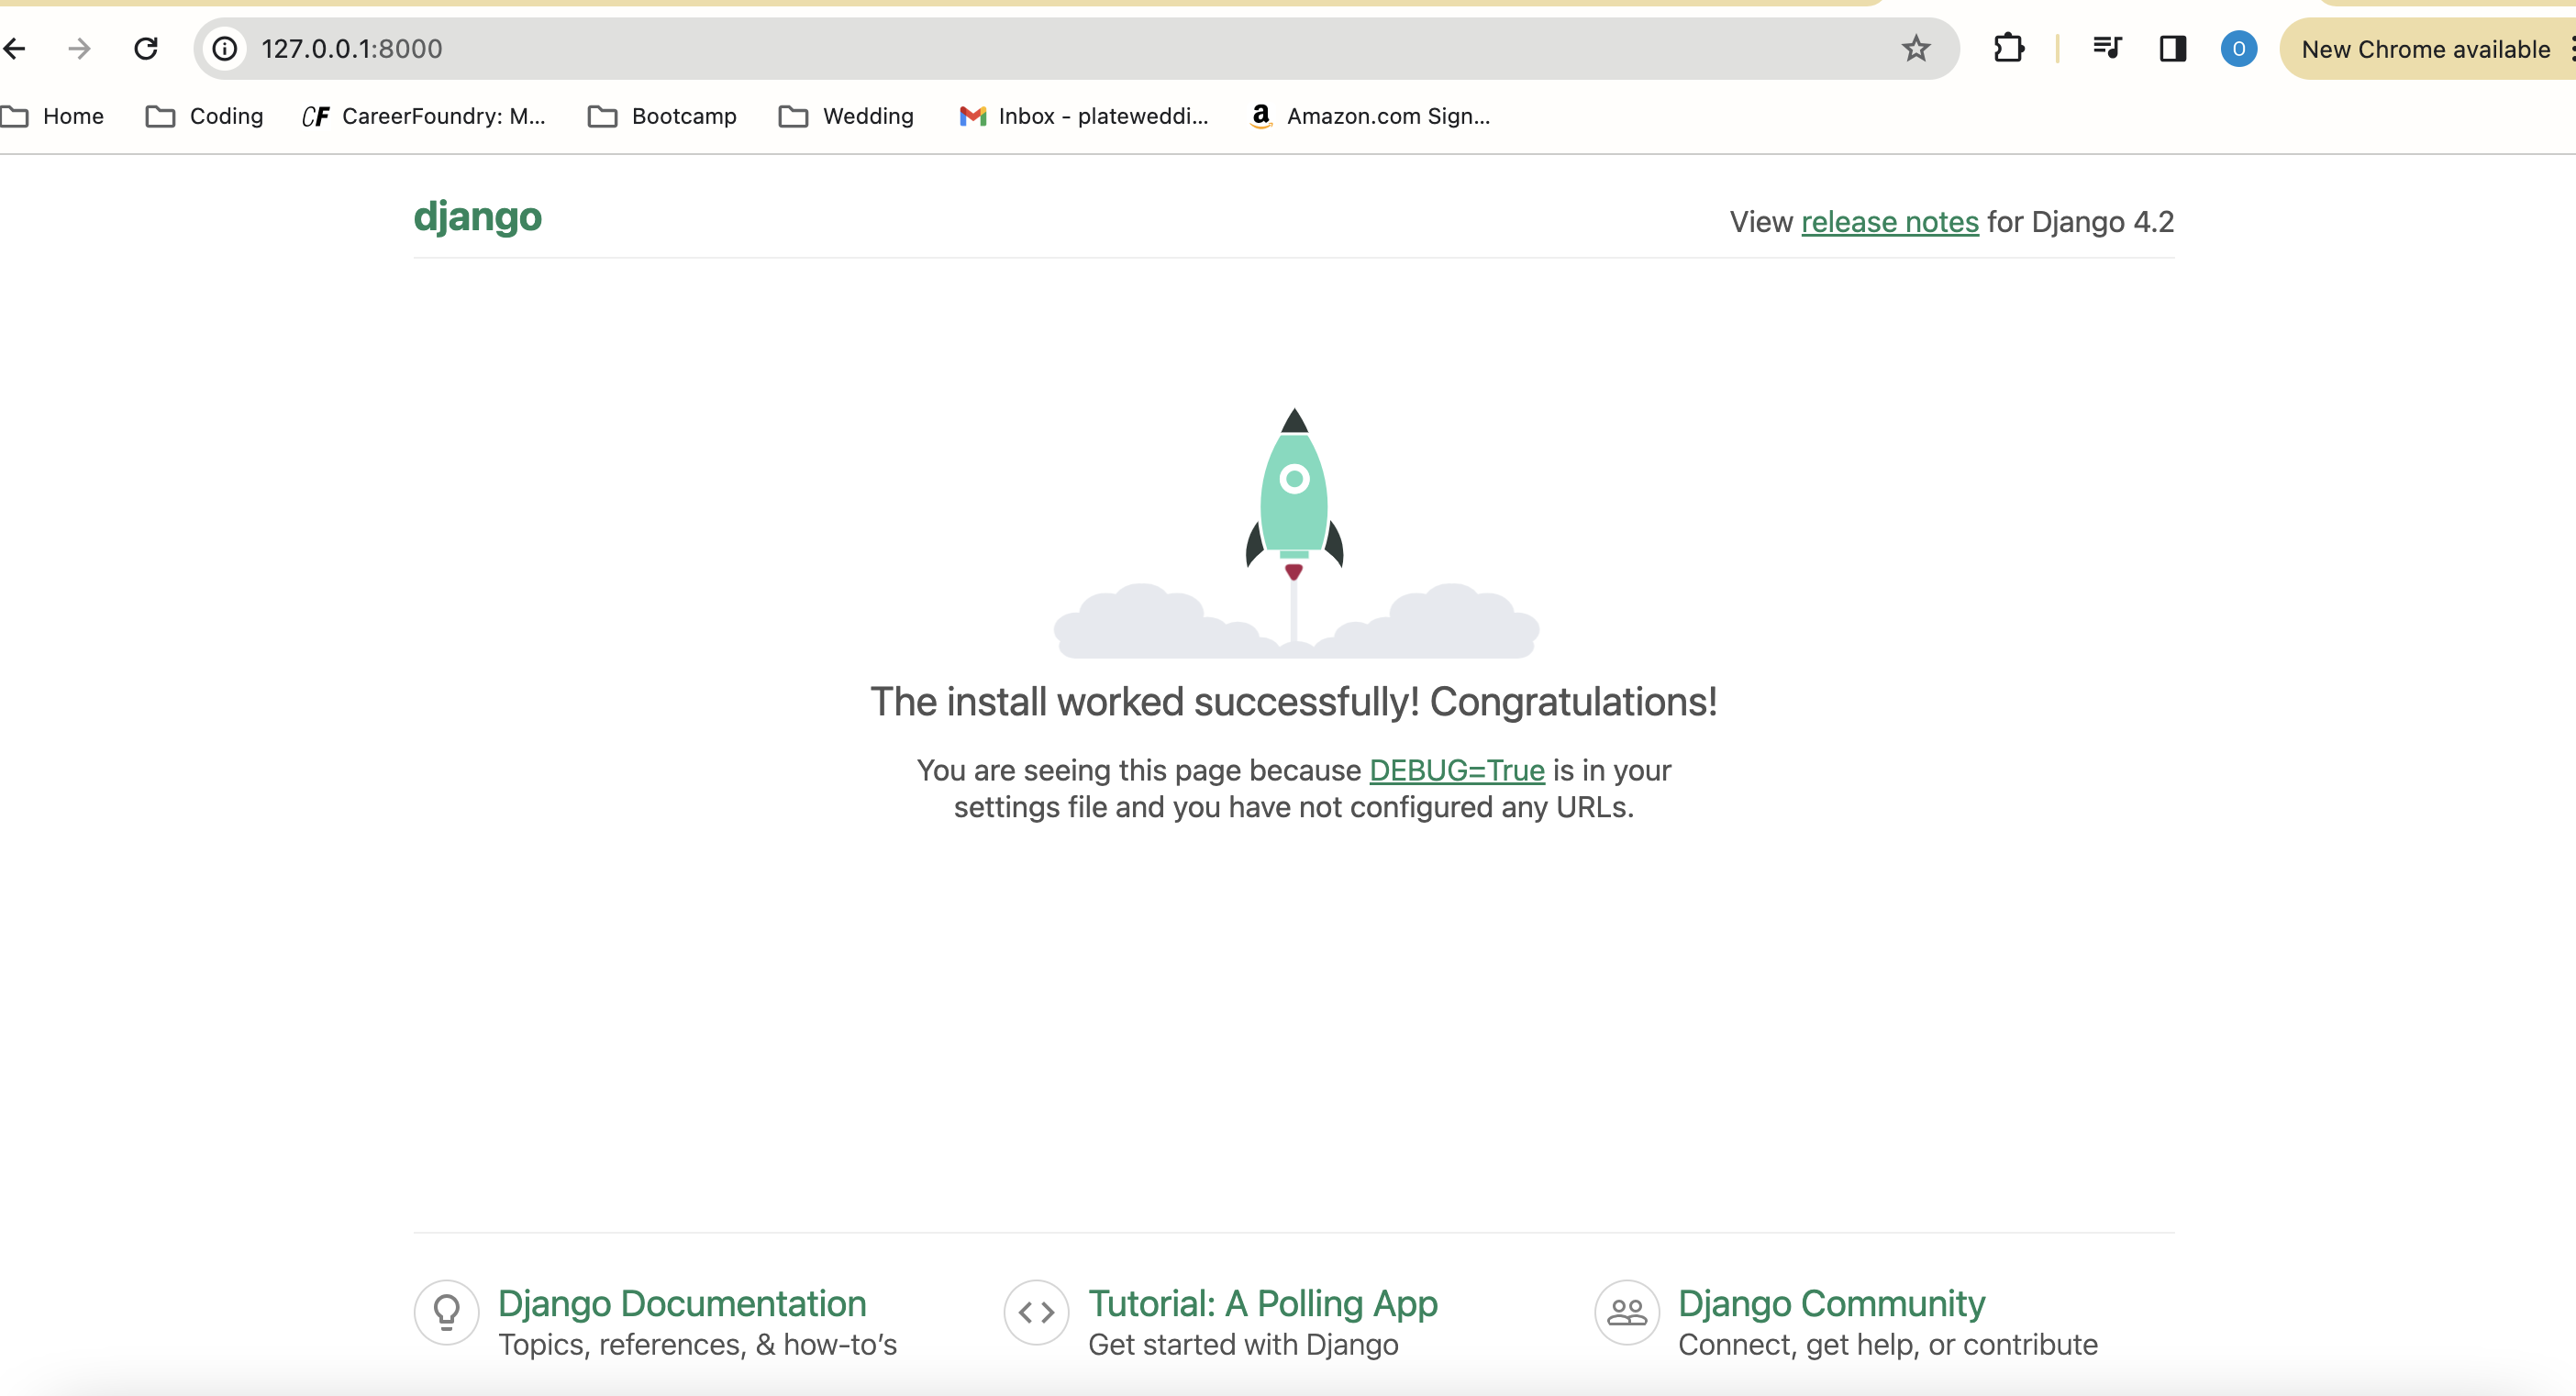 127.0.0.1:8000
O
New Chrome available
Home
Coding
CF
CareerFoundry: M...
Bootcamp
Wedding
Inbox - plateweddi...
a
Amazon.com Sign...
django
View release notes for Django 4.2
The install worked successfully! Congratulations!
You are seeing this page because DEBUG=True is in your
settings file and you have not configured any URLs.
Django Documentation
Topics, references, & how-to’s
Tutorial: A Polling App
Get started with Django
Django Community
Connect, get help, or contribute